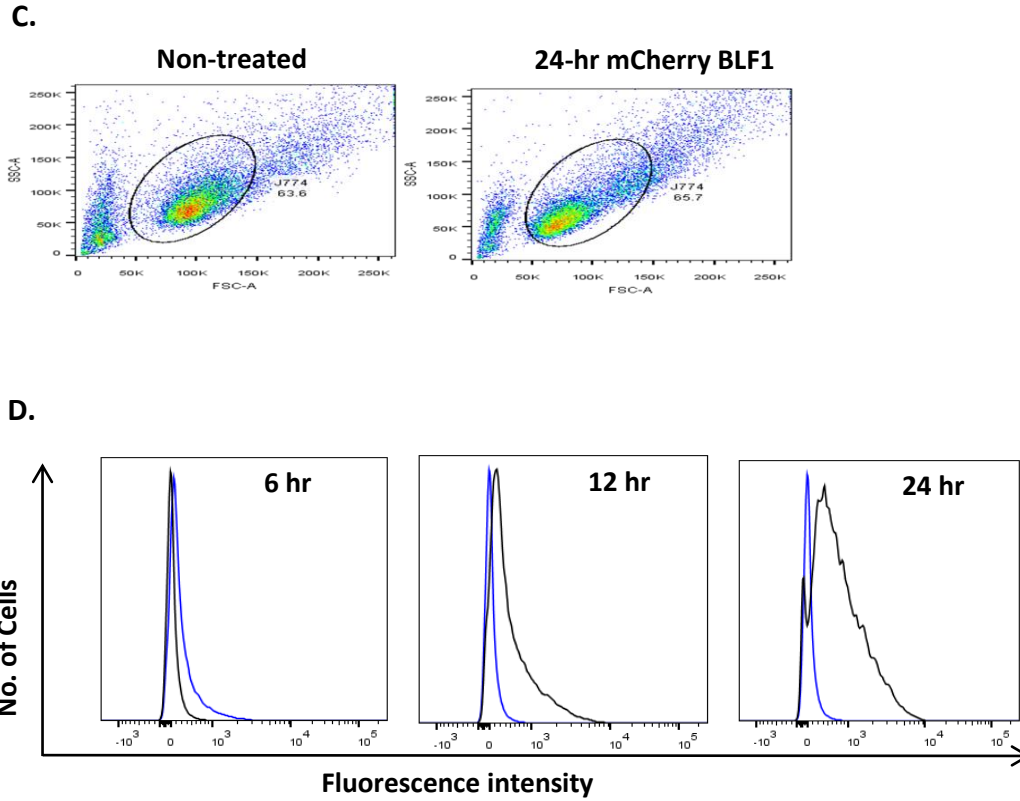 C.
Non-treated
24-hr mCherry BLF1
250K
200K
150K
100K
50K
0
SSC-A
J774
63.6
0 50K 100K 150K 200K 250K
FSC-A
250K
200K
150K
100K
50K
0
SSC-A
J774
65.7
0 50K 100K 150K 200K 250K
FSC-A
D.
No. of Cells
6 hr
12 hr
24 hr
-10³ 0 10³ 10⁴ 10⁵
-10³ 0 10³ 10⁴ 10⁵
-10³ 0 10³ 10⁴ 10⁵
Fluorescence intensity